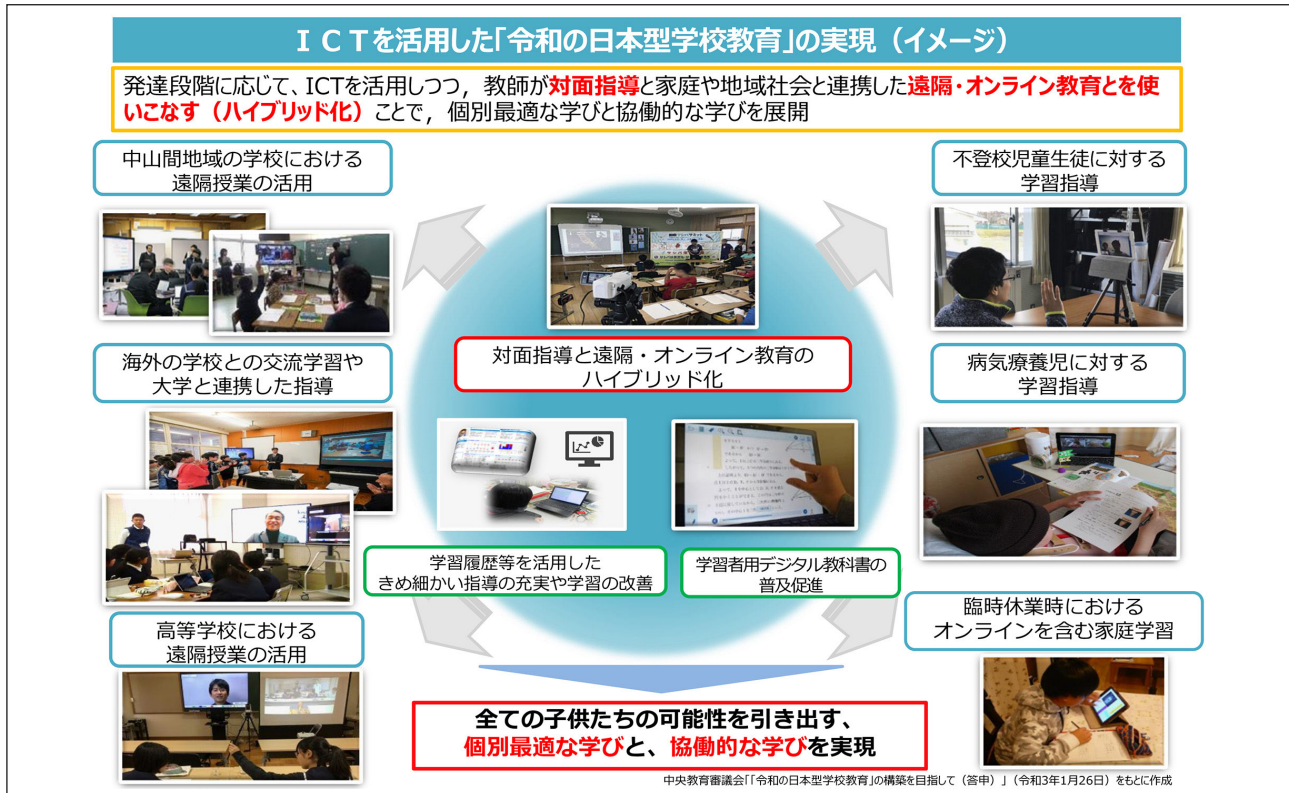 ＩＣＴを活用した「令和の日本型学校教育」の実現（イメージ）
発達段階に応じて、ICTを活用しつつ，教師が対面指導と家庭や地域社会と連携した遠隔・オンライン教育とを使
いこなす（ハイブリッド化）ことで，個別最適な学びと協働的な学びを展開
中山間地域の学校における
遠隔授業の活用
不登校児童生徒に対する
学習指導
対面指導と遠隔・オンライン教育の
ハイブリッド化
海外の学校との交流学習や
大学と連携した指導
病気療養児に対する
学習指導
学習履歴等を活用した
きめ細かい指導の充実や学習の改善
学習者用デジタル教科書の
普及促進
高等学校における
遠隔授業の活用
臨時休業時における
オンラインを含む家庭学習
全ての子供たちの可能性を引き出す、
個別最適な学びと、協働的な学びを実現
中央教育審議会「「令和の日本型学校教育」の構築を目指して（答申）」（令和3年1月26日）をもとに作成